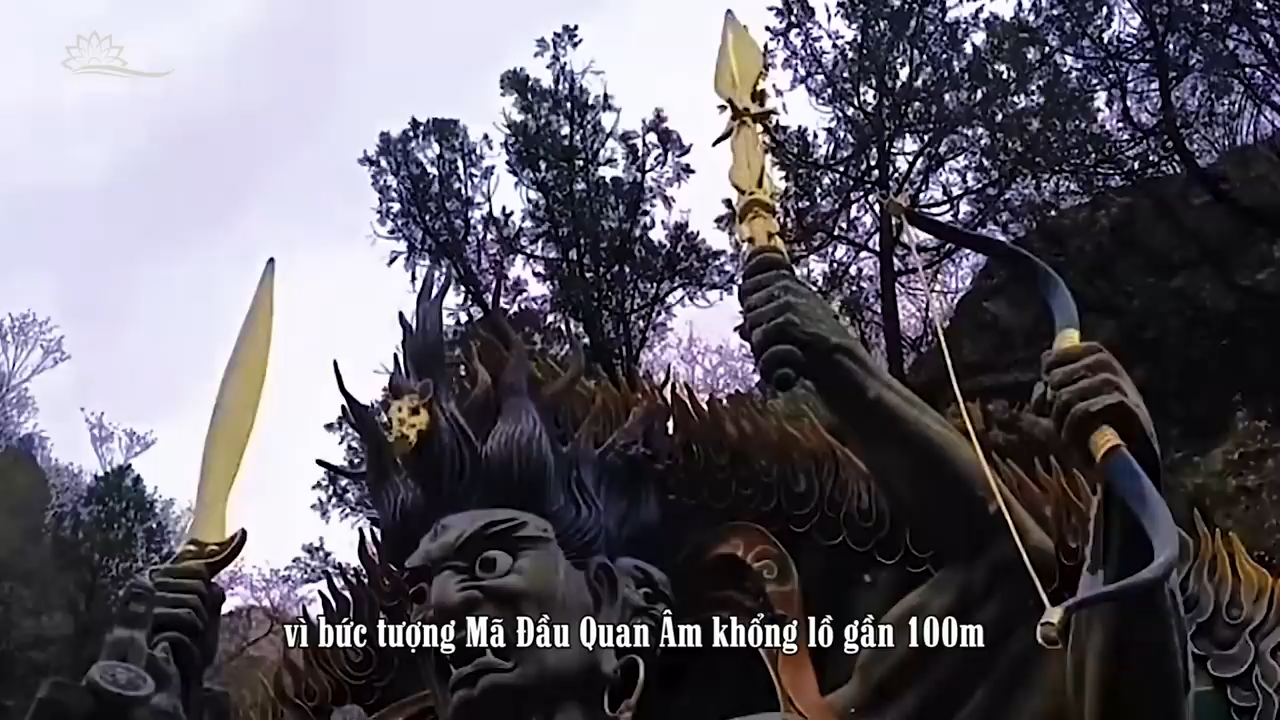 vì bức tượng Mã Đầu Quan Âm khổng lồ gần 100m